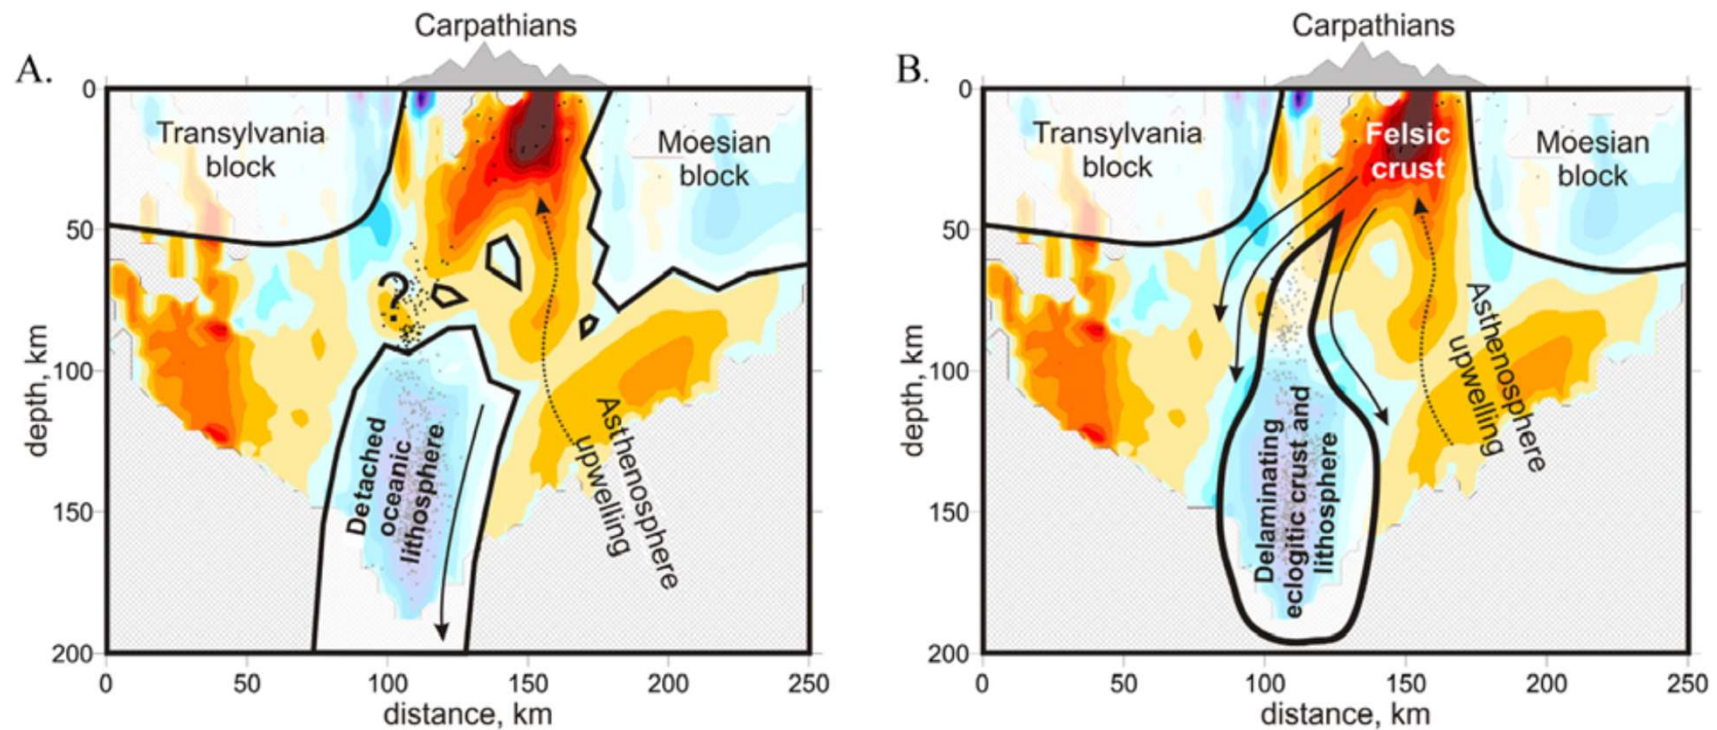 Carpathians
A.
0
Transylvania
block
Moesian
block
50
?
100
depth, km
Detached
oceanic
lithosphere
Asthenosphere
upwelling
150
200
0 50 100 150 200 250
distance, km
Carpathians
B.
0
Transylvania
block
Felsic
crust
Moesian
block
50
100
depth, km
Delaminating
eclogitic crust and
lithosphere
Asthenosphere
upwelling
150
200
0 50 100 150 200 250
distance, km